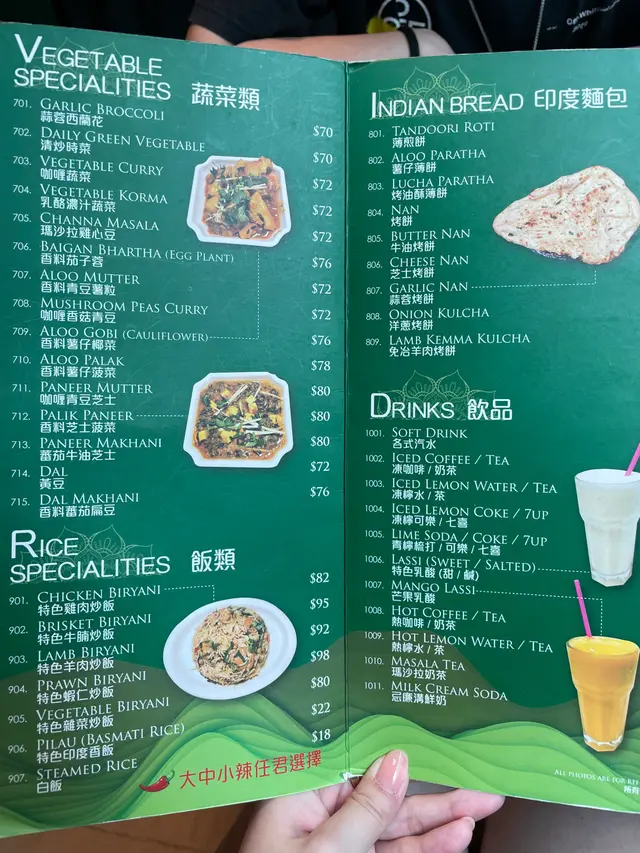 VEGETABLE
SPECIALITIES 蔬菜類
701. GARLIC BROCCOLI $70
蒜蓉西蘭花
702. DAILY GREEN VEGETABLE $70
清炒時菜
703. VEGETABLE CURRY $72
咖喱蔬菜
704. VEGETABLE KORMA $72
乳酪濃汁蔬菜
705. CHANNA MASALA $72
瑪沙拉雞心豆
706. BAIGAN BHARTHA (EGG PLANT) $76
香料茄子蓉
707. ALOO MUTTER $72
香料青豆薯粒
708. MUSHROOM PEAS CURRY $72
咖喱香菇青豆
709. ALOO GOBI (CAULIFLOWER) $76
香料薯仔椰菜
710. ALOO PALAK $78
香料薯仔菠菜
711. PANEER MUTTER $80
咖喱青豆芝士
712. PALIK PANEER $80
香料芝士菠菜
713. PANEER MAKHANI $80
蕃茄牛油芝士
714. DAL $72
黃豆
715. DAL MAKHANI $76
香料蕃茄扁豆
RICE
SPECIALITIES 飯類
901. CHICKEN BIRYANI $82
特色雞肉炒飯
902. BRISKET BIRYANI $95
特色牛腩炒飯
903. LAMB BIRYANI $92
特色羊肉炒飯
904. PRAWN BIRYANI $98
特色蝦仁炒飯
905. VEGETABLE BIRYANI $80
特色雜菜炒飯
906. PILAU (BASMATI RICE) $22
特色印度香飯
907. STEAMED RICE $18
白飯
大中小辣任君選擇
INDIAN BREAD 印度麵包
801. TANDOORI ROTI
薄煎餅
802. ALOO PARATHA
薯仔薄餅
803. LUCHA PARATHA
烤油酥薄餅
804. NAN
烤餅
805. BUTTER NAN
牛油烤餅
806. CHEESE NAN
芝士烤餅
807. GARLIC NAN
蒜蓉烤餅
808. ONION KULCHA
洋蔥烤餅
809. LAMB KEMMA KULCHA
免冶羊肉烤餅
DRINKS 飲品
1001. SOFT DRINK
各式汽水
1002. ICED COFFEE / TEA
凍咖啡 / 奶茶
1003. ICED LEMON WATER / TEA
凍檸水 / 茶
1004. ICED LEMON COKE / 7UP
凍檸可樂 / 七喜
1005. LIME SODA / COKE / 7UP
青檸梳打 / 可樂 / 七喜
1006. LASSI (SWEET / SALTED)
特色乳酸 (甜 / 鹹)
1007. MANGO LASSI
芒果乳酸
1008. HOT COFFEE / TEA
熱咖啡 / 奶茶
1009. HOT LEMON WATER / TEA
熱檸水 / 茶
1010. MASALA TEA
瑪沙拉奶茶
1011. MILK CREAM SODA
忌廉溝鮮奶
ALL PHOTOS ARE FOR REF